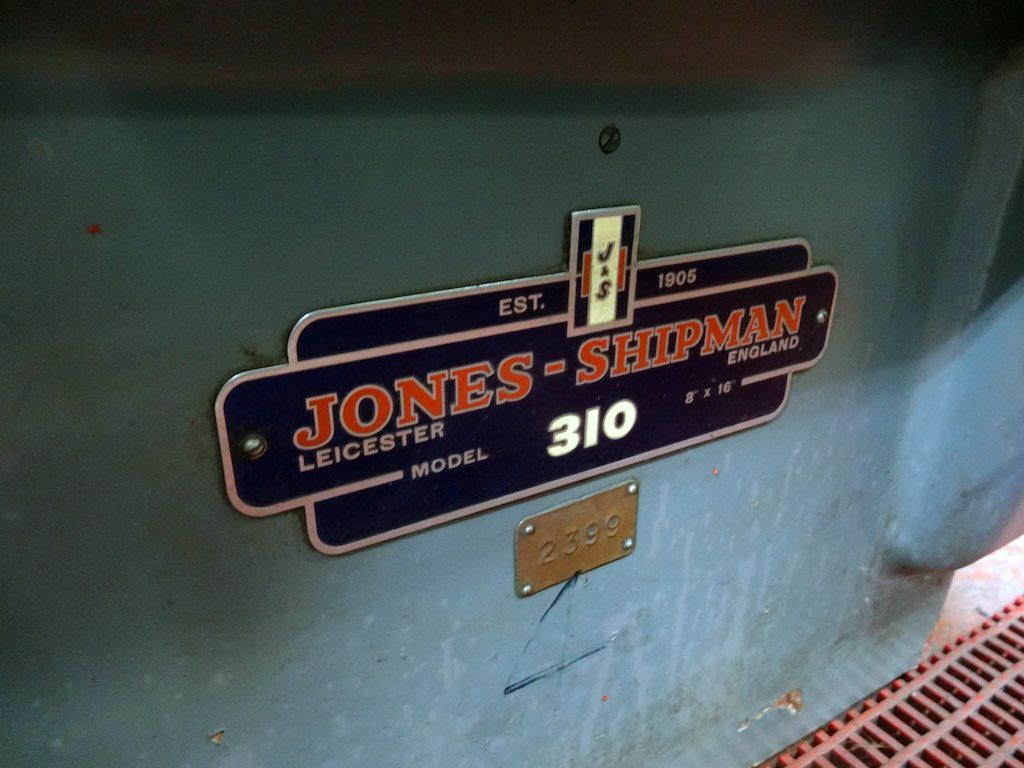 J & S
EST. 1905
JONES - SHIPMAN
LEICESTER ENGLAND
MODEL 310 8" x 16"
2399